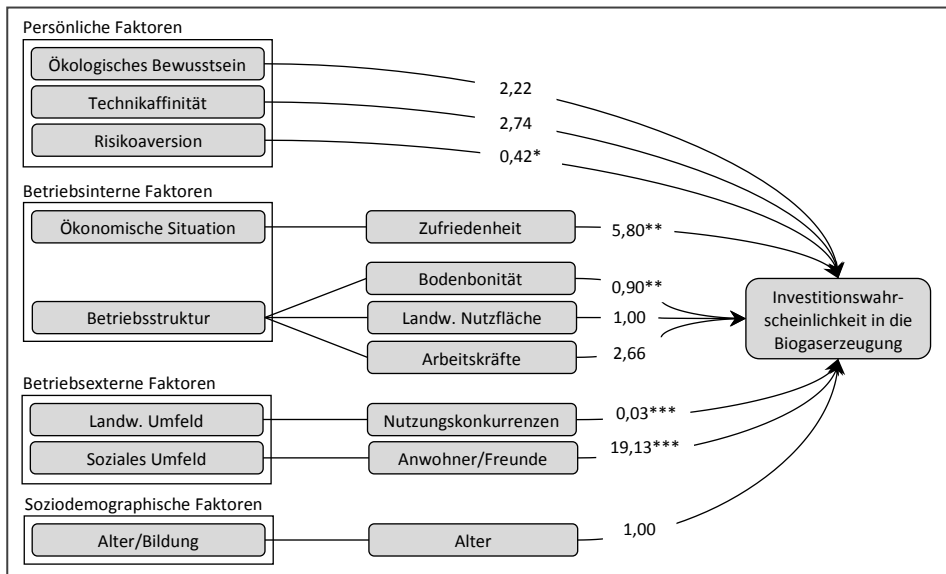 Persönliche Faktoren
Ökologisches Bewusstsein
2,22
Technikaffinität
2,74
Risikoaversion
0,42*
Betriebsinterne Faktoren
Ökonomische Situation
Zufriedenheit
5,80**
Bodenbonität
0,90**
Betriebsstruktur
Landw. Nutzfläche
1,00
Arbeitskräfte
2,66
Investitionswahr-
scheinlichkeit in die
Biogaserzeugung
Betriebsexterne Faktoren
Landw. Umfeld
Nutzungskonkurrenzen
0,03***
Soziales Umfeld
Anwohner/Freunde
19,13***
Soziodemographische Faktoren
Alter/Bildung
Alter
1,00